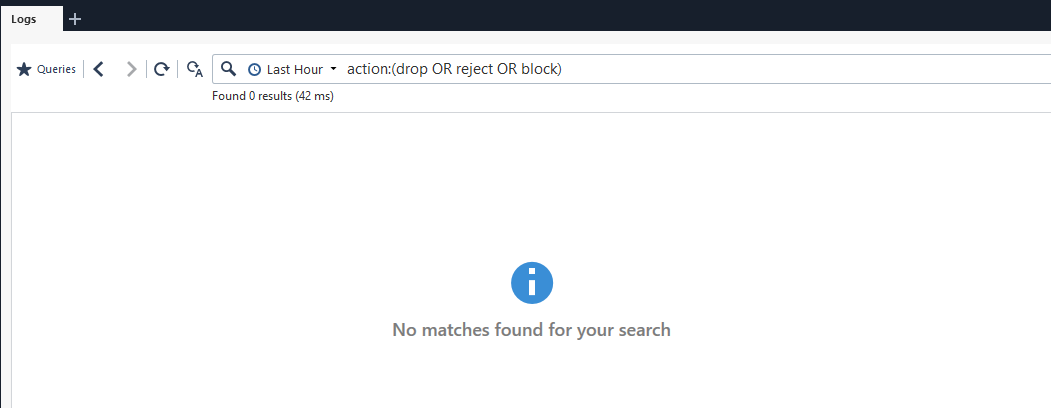 Logs
Queries
Last Hour action:(drop OR reject OR block)
Found 0 results (42 ms)
No matches found for your search